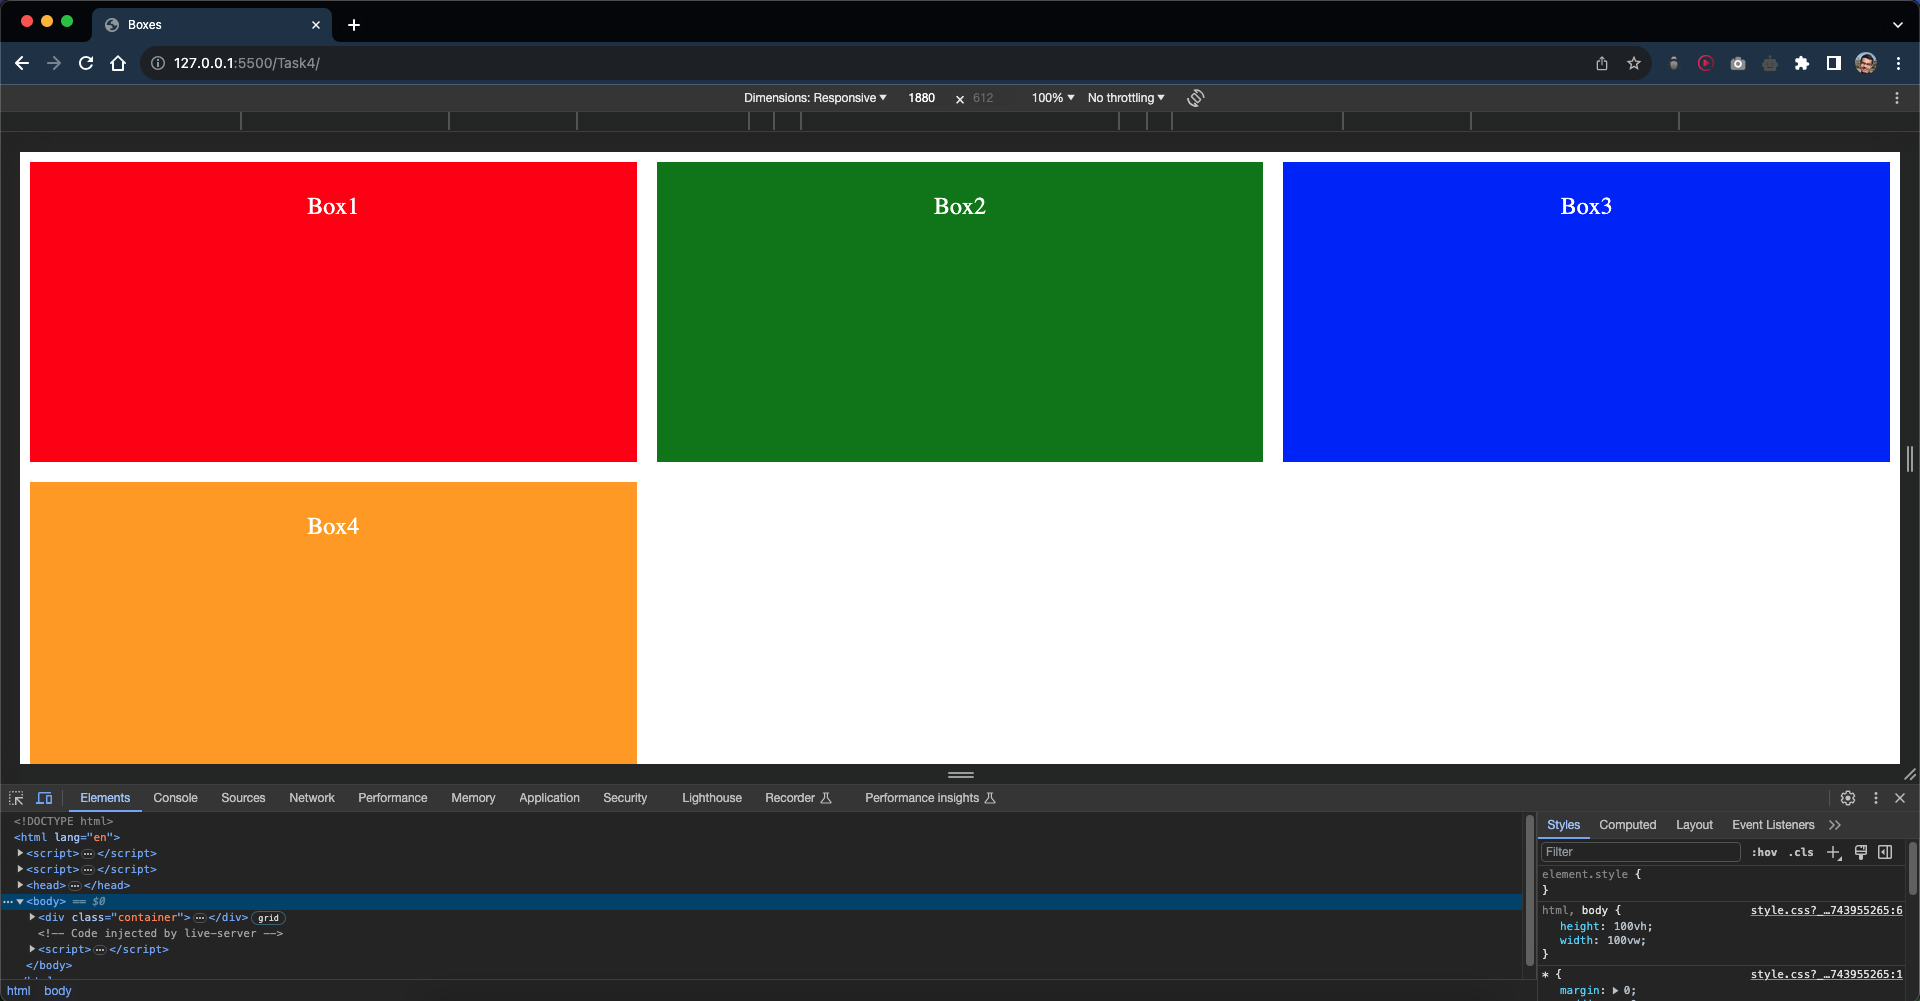 Boxes
127.0.0.1:5500/Task4/
Dimensions: Responsive 1880 × 612 100% No throttling
Box1 Box2 Box3
Box4
Elements Console Sources Network Performance Memory Application Security Lighthouse Recorder Performance insights
<!DOCTYPE html>
<html lang="en">
<script>…</script>
<script>…</script>
<head>…</head>
… <body> == $0
<div class="container">…</div> grid
<!-- Code injected by live-server -->
<script>…</script>
</body>
html body
Styles Computed Layout Event Listeners
Filter :hov .cls
element.style {
}
html, body { style.css?_…743955265:6
height: 100vh;
width: 100vw;
}
* { style.css?_…743955265:1
margin: 0;